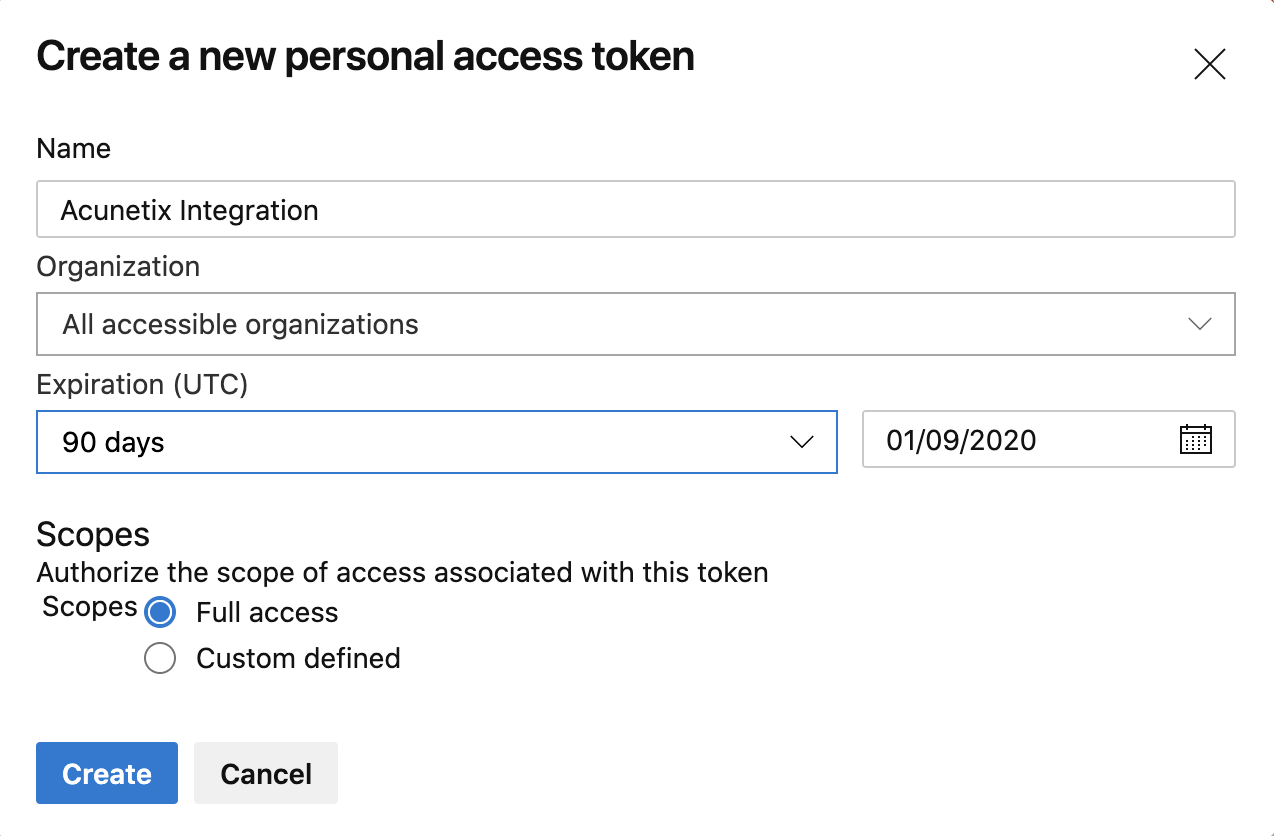 Create a new personal access token
Name
Acunetix Integration
Organization
All accessible organizations
Expiration (UTC)
90 days
01/09/2020
Scopes
Authorize the scope of access associated with this token
Scopes
Full access
Custom defined
Create
Cancel